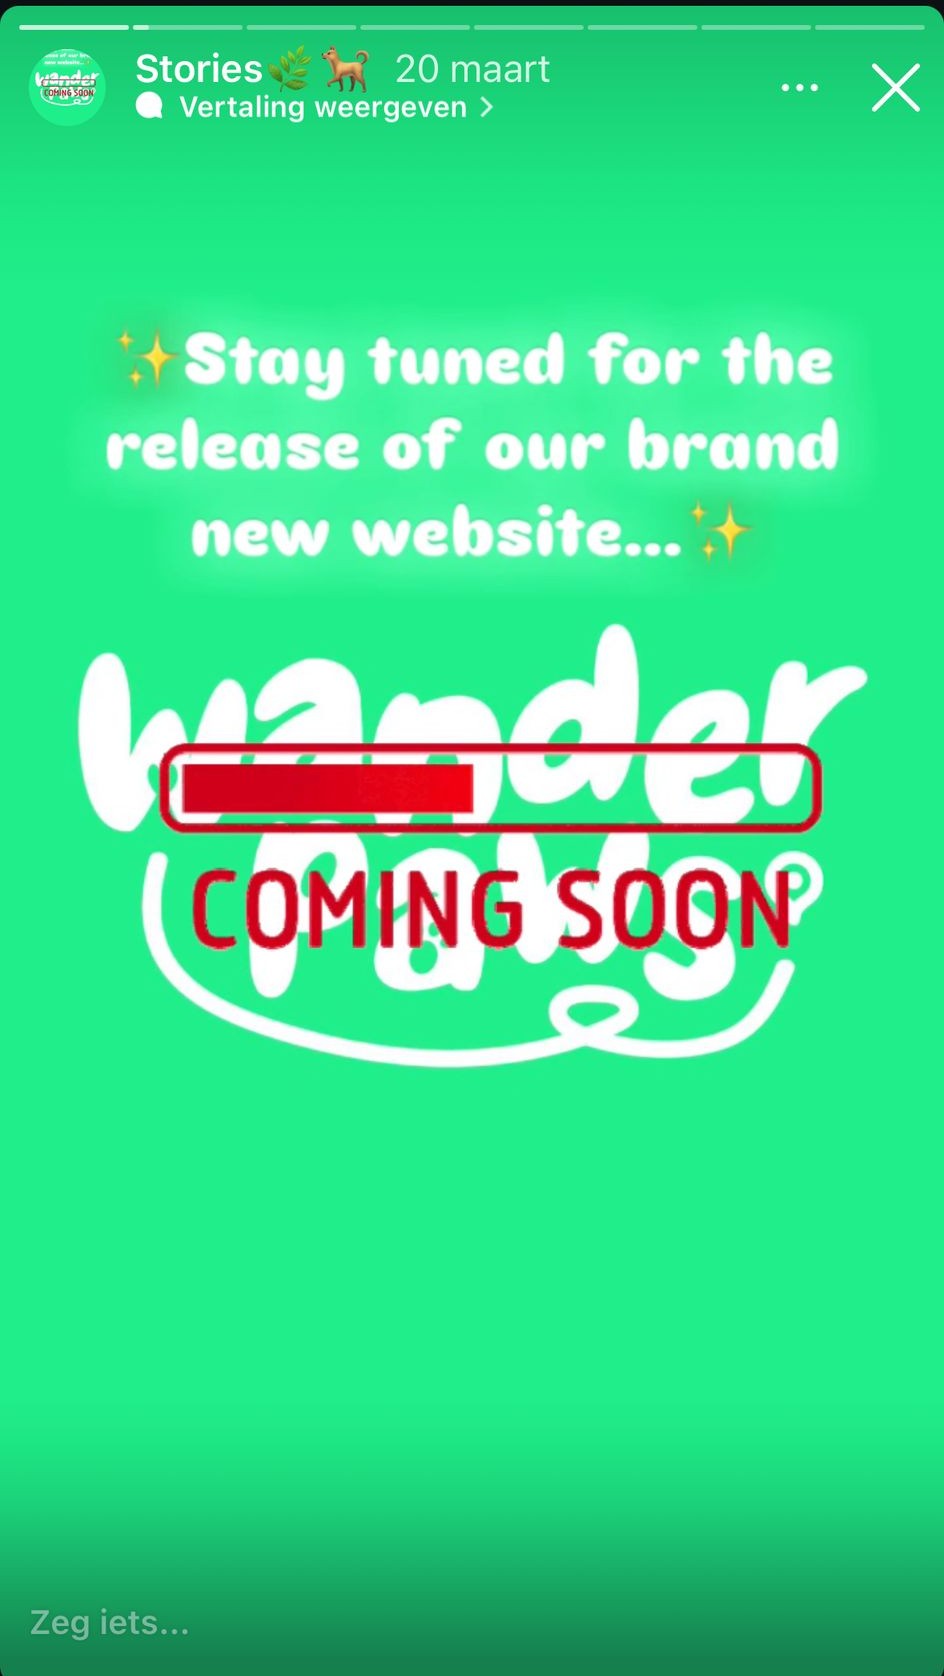 Stories🌿🐕 20 maart
Vertaling weergeven
✨Stay tuned for the
release of our brand
new website...✨
wander
Paws
COMING SOON
Zeg iets...